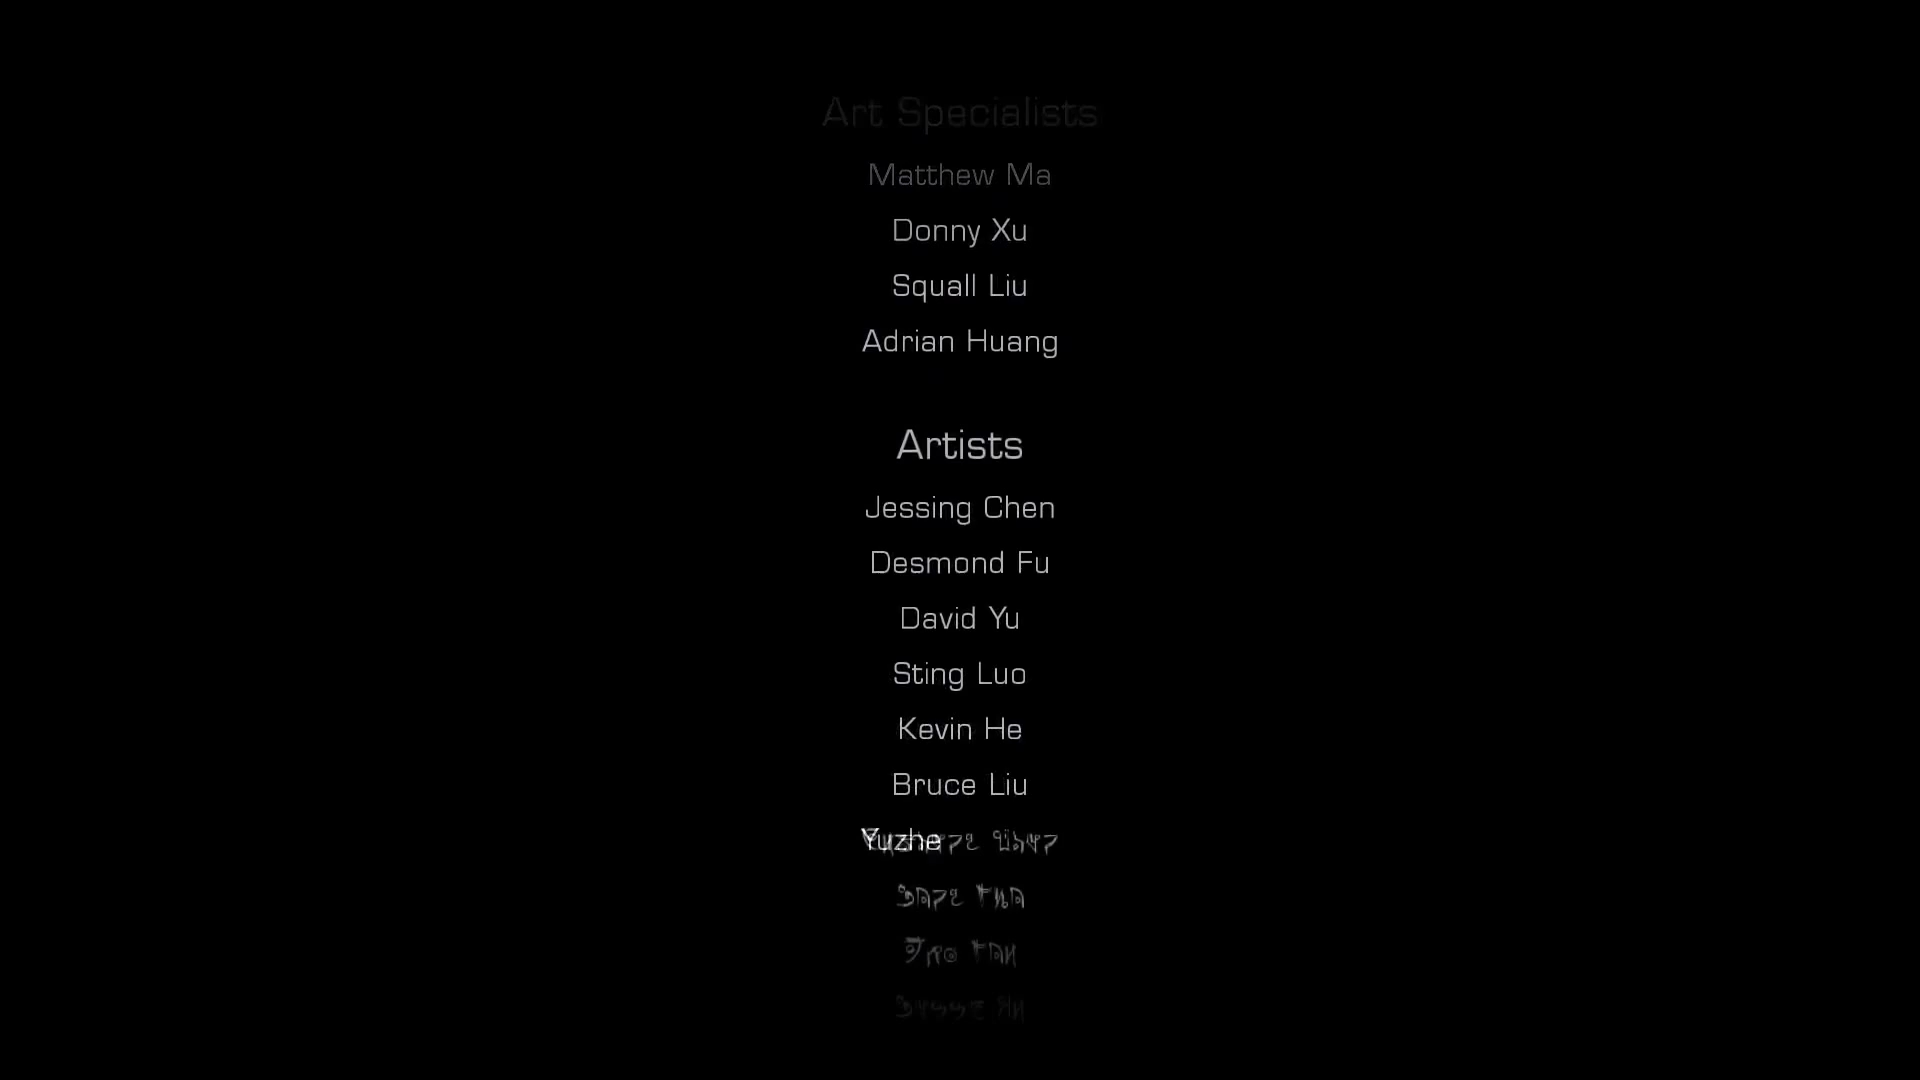 Art Specialists
Matthew Ma
Donny Xu
Squall Liu
Adrian Huang
Artists
Jessing Chen
Desmond Fu
David Yu
Sting Luo
Kevin He
Bruce Liu
Yuzhe